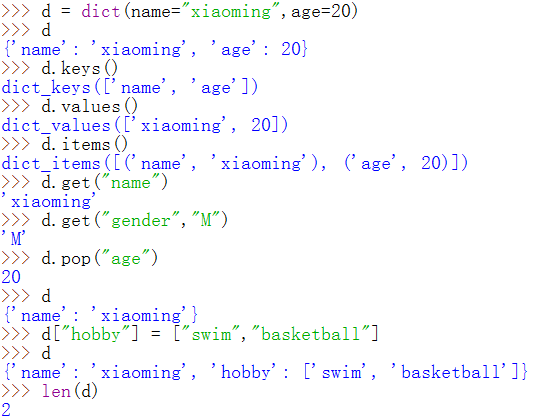 >>> d = dict(name="xiaoming",age=20)
>>> d
{'name': 'xiaoming', 'age': 20}
>>> d.keys()
dict_keys(['name', 'age'])
>>> d.values()
dict_values(['xiaoming', 20])
>>> d.items()
dict_items([('name', 'xiaoming'), ('age', 20)])
>>> d.get("name")
'xiaoming'
>>> d.get("gender","M")
'M'
>>> d.pop("age")
20
>>> d
{'name': 'xiaoming'}
>>> d["hobby"] = ["swim","basketball"]
>>> d
{'name': 'xiaoming', 'hobby': ['swim', 'basketball']}
>>> len(d)
2